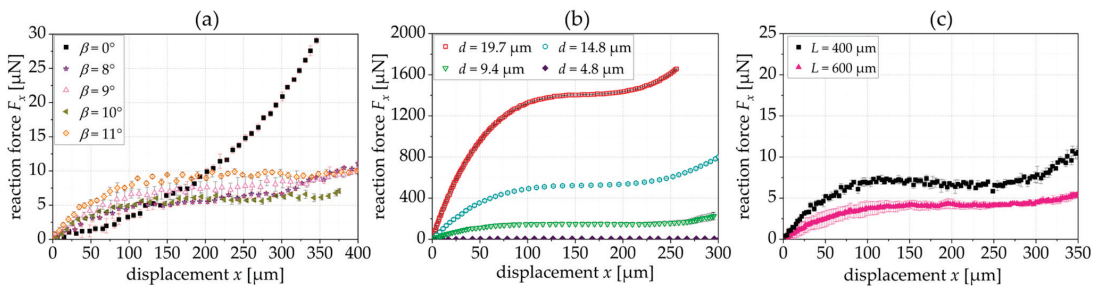 (a)
30
25
20
15
10
5
0
reaction force Fx [μN]
β = 0°
β = 8°
β = 9°
β = 10°
β = 11°
0 50 100 150 200 250 300 350 400
displacement x [μm]
(b)
2000
1600
1200
800
400
0
reaction force Fx [μN]
d = 19.7 μm d = 14.8 μm
d = 9.4 μm d = 4.8 μm
0 50 100 150 200 250 300
displacement x [μm]
(c)
25
20
15
10
5
0
reaction force Fx [μN]
L = 400 μm
L = 600 μm
0 50 100 150 200 250 300 350
displacement x [μm]